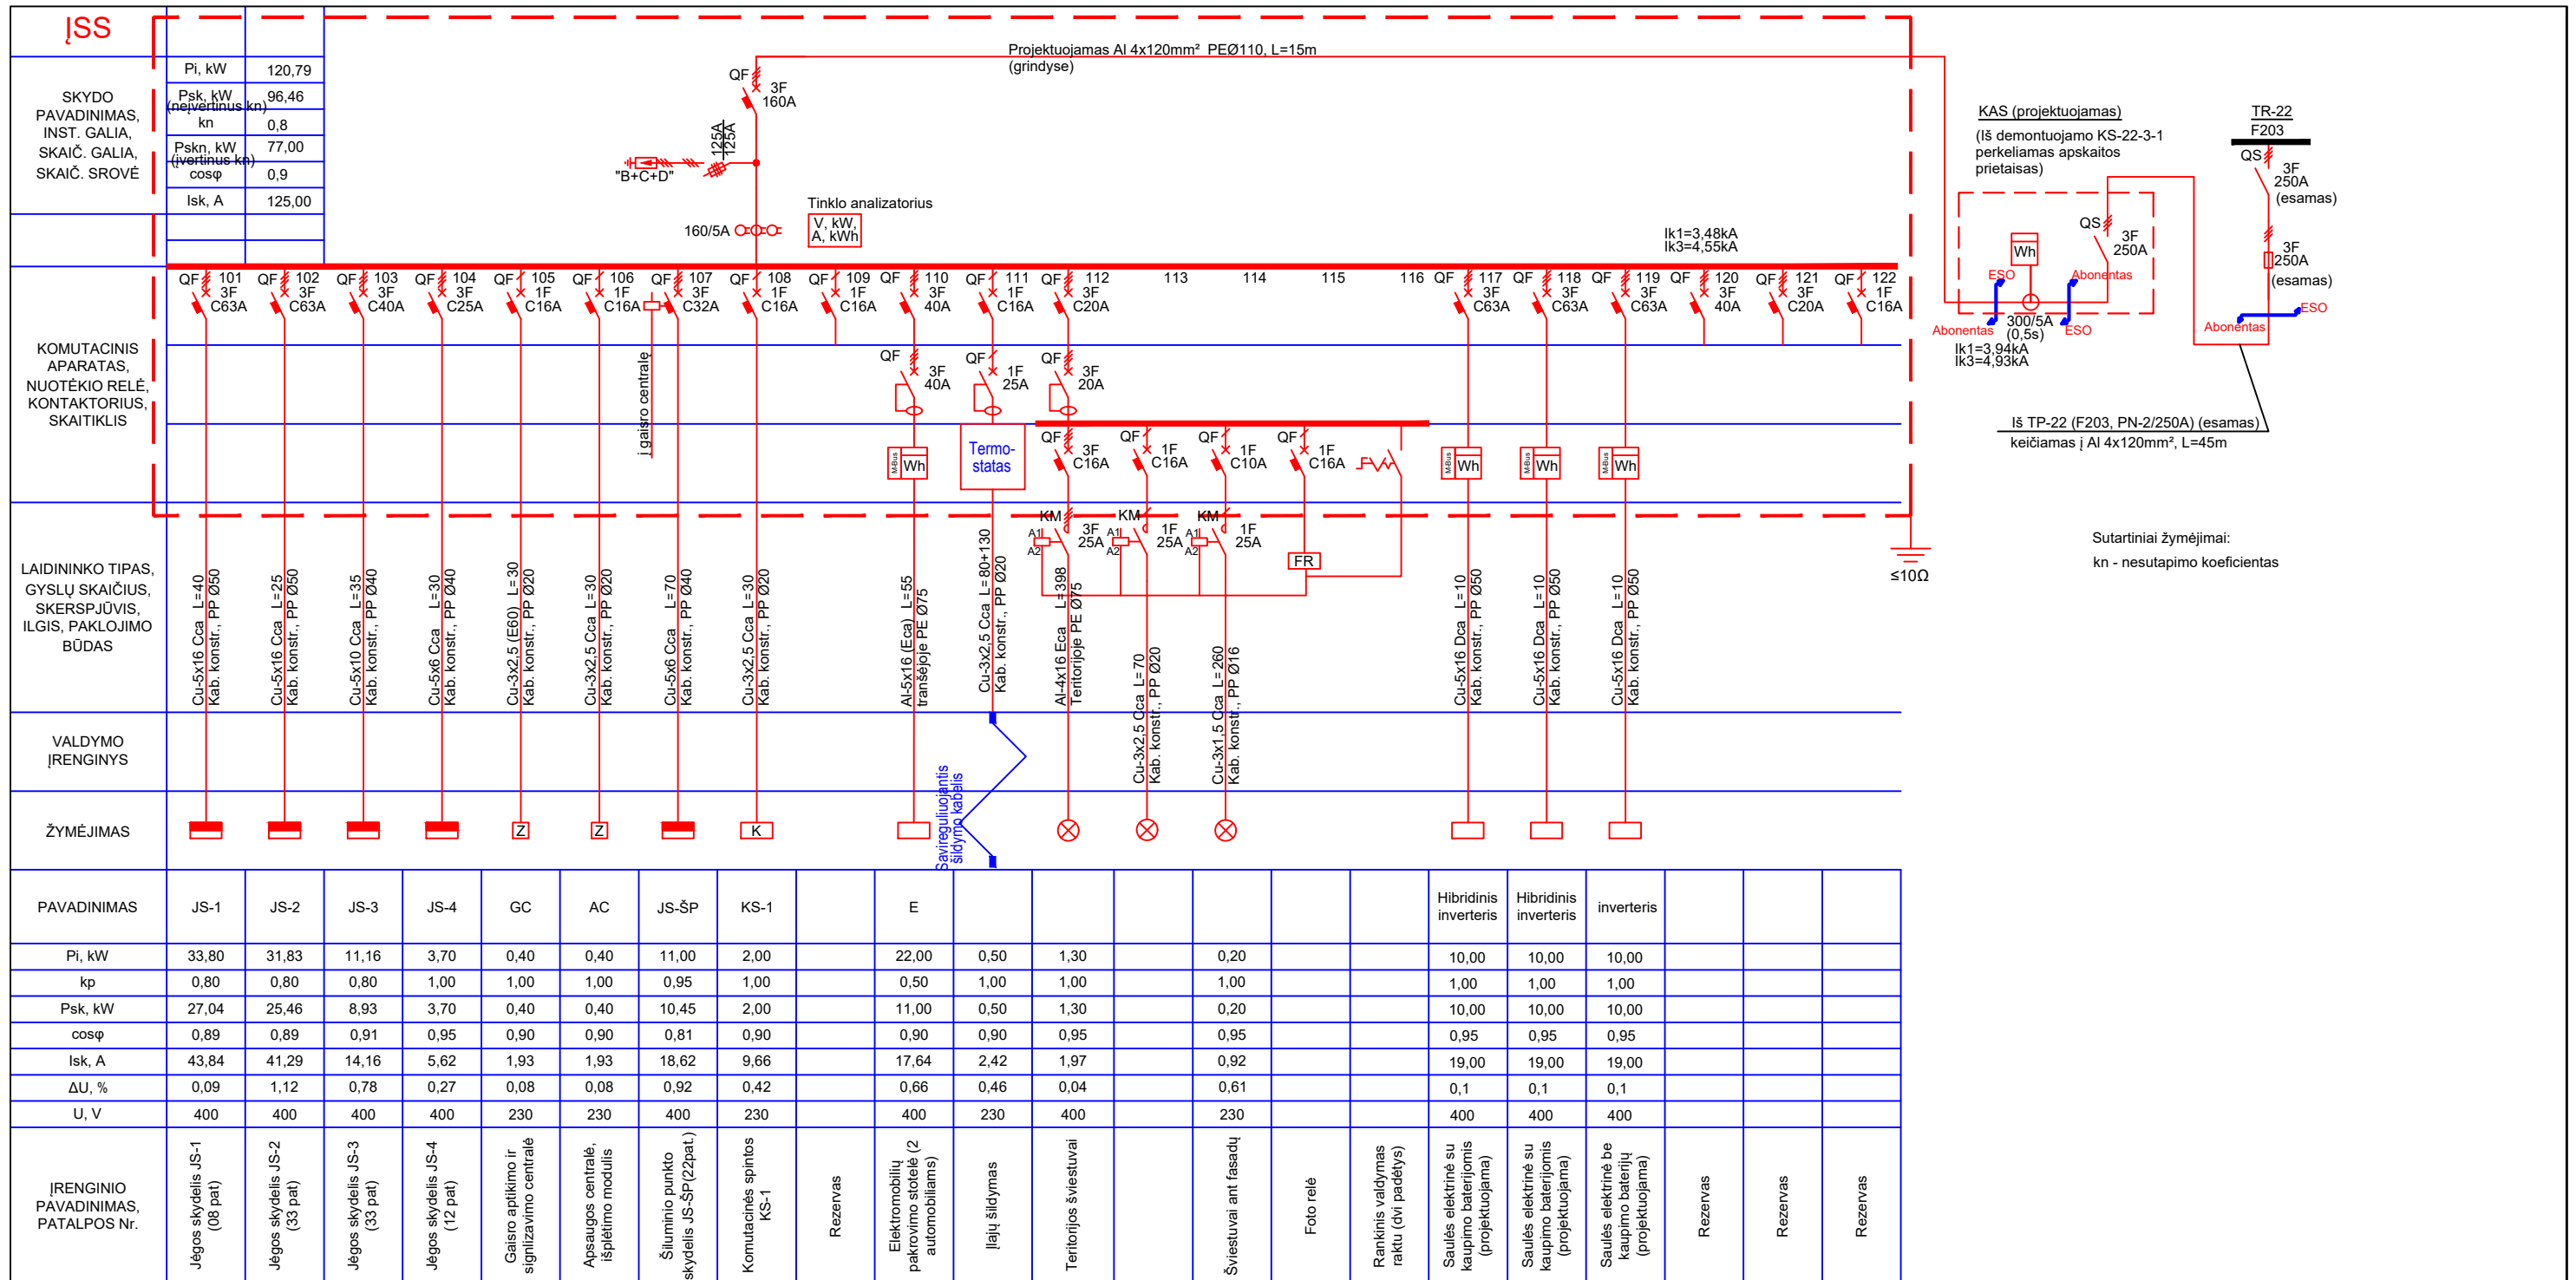 ĮSS
SKYDO
PAVADINIMAS,
INST. GALIA,
SKAIČ. GALIA,
SKAIČ. SROVĖ
Pi, kW 120,79
Psk, kW 96,46
(neįvertinus kn)
kn 0,8
Pskn, kW 77,00
(įvertinus kn)
cosφ 0,9
Isk, A 125,00
Projektuojamas Al 4x120mm² PEØ110, L=15m
(grindyse)
QF
3F
160A
125A
125A
"B+C+D"
160/5A
Tinklo analizatorius
V, kW,
A, kWh
Ik1=3,48kA
Ik3=4,55kA
KAS (projektuojamas)
(Iš demontuojamo KS-22-3-1
perkeliamas apskaitos
prietaisas)
TR-22
F203
QS
3F
250A
(esamas)
3F
250A
(esamas)
QS
3F
250A
Wh
ESO
Abonentas
Abonentas
ESO
300/5A
(0,5s)
Ik1=3,94kA
Ik3=4,93kA
Abonentas
ESO
Iš TP-22 (F203, PN-2/250A) (esamas)
keičiamas į Al 4x120mm², L=45m
Sutartiniai žymėjimai:
kn - nesutapimo koeficientas
≤10Ω
KOMUTACINIS
APARATAS,
NUOTĖKIO RELĖ,
KONTAKTORIUS,
SKAITIKLIS
QF 101 3F C63A
QF 102 3F C63A
QF 103 3F C40A
QF 104 3F C25A
QF 105 1F C16A
QF 106 1F C16A
QF 107 3F C32A
QF 108 1F C16A
QF 109 1F C16A
QF 110 3F 40A
QF 111 1F C16A
QF 112 3F C20A
113
114
115
116
QF 117 3F C63A
QF 118 3F C63A
QF 119 3F C63A
QF 120 3F 40A
QF 121 3F C20A
QF 122 1F C16A
į gaisro centralę
QF 3F 40A
QF 1F 25A
QF 3F 20A
M-Bus Wh
Termo-
statas
QF 3F C16A
QF 1F C16A
QF 1F C10A
QF 1F C16A
M-Bus Wh
M-Bus Wh
M-Bus Wh
KM 3F 25A A1 A2
KM 1F 25A A1 A2
KM 1F 25A A1 A2
FR
LAIDININKO TIPAS,
GYSLŲ SKAIČIUS,
SKERSPJŪVIS,
ILGIS, PAKLOJIMO
BŪDAS
Cu-5x16 Cca L=40
Kab. konstr., PP Ø50
Cu-5x16 Cca L=25
Kab. konstr., PP Ø50
Cu-5x10 Cca L=35
Kab. konstr., PP Ø40
Cu-5x6 Cca L=30
Kab. konstr., PP Ø40
Cu-3x2,5 (E60) L=30
Kab. konstr., PP Ø20
Cu-3x2,5 Cca L=30
Kab. konstr., PP Ø20
Cu-5x6 Cca L=70
Kab. konstr., PP Ø40
Cu-3x2,5 Cca L=30
Kab. konstr., PP Ø20
Al-5x16 (Eca) L=55
tranšėjoje PE Ø75
Cu-3x2,5 Cca L=80+130
Kab. konstr., PP Ø20
Al-4x16 Eca L=398
Teritorijoje PE Ø75
Cu-3x2,5 Cca L=70
Kab. konstr., PP Ø20
Cu-3x1,5 Cca L=260
Kab. konstr., PP Ø16
Cu-5x16 Dca L=10
Kab. konstr., PP Ø50
Cu-5x16 Dca L=10
Kab. konstr., PP Ø50
Cu-5x16 Dca L=10
Kab. konstr., PP Ø50
VALDYMO
ĮRENGINYS
Savireguliuojantis
šildymo kabelis
ŽYMĖJIMAS
Z Z K
PAVADINIMAS JS-1 JS-2 JS-3 JS-4 GC AC JS-ŠP KS-1 E Hibridinis inverteris Hibridinis inverteris inverteris
Pi, kW 33,80 31,83 11,16 3,70 0,40 0,40 11,00 2,00 22,00 0,50 1,30 0,20 10,00 10,00 10,00
kp 0,80 0,80 0,80 1,00 1,00 1,00 0,95 1,00 0,50 1,00 1,00 1,00 1,00 1,00 1,00
Psk, kW 27,04 25,46 8,93 3,70 0,40 0,40 10,45 2,00 11,00 0,50 1,30 0,20 10,00 10,00 10,00
cosφ 0,89 0,89 0,91 0,95 0,90 0,90 0,81 0,90 0,90 0,90 0,95 0,95 0,95 0,95 0,95
Isk, A 43,84 41,29 14,16 5,62 1,93 1,93 18,62 9,66 17,64 2,42 1,97 0,92 19,00 19,00 19,00
ΔU, % 0,09 1,12 0,78 0,27 0,08 0,08 0,92 0,42 0,66 0,46 0,04 0,61 0,1 0,1 0,1
U, V 400 400 400 400 230 230 400 230 400 230 400 230 400 400 400
ĮRENGINIO
PAVADINIMAS,
PATALPOS Nr.
Jėgos skydelis JS-1
(08 pat)
Jėgos skydelis JS-2
(33 pat)
Jėgos skydelis JS-3
(33 pat)
Jėgos skydelis JS-4
(12 pat)
Gaisro aptikimo ir
signlizavimo centralė
Apsaugos centralė,
išplėtimo modulis
Šiluminio punkto
skydelis JS-ŠP(22pat.)
Komutacinės spintos
KS-1
Rezervas
Elektromobilių
pakrovimo stotelė (2
automobiliams)
Įlajų šildymas
Teritorijos šviestuvai
Šviestuvai ant fasadų
Foto relė
Rankinis valdymas
raktu (dvi padėtys)
Saulės elektrinė su
kaupimo baterijomis
(projektuojama)
Saulės elektrinė su
kaupimo baterijomis
(projektuojama)
Saulės elektrinė be
kaupimo baterijų
(projektuojama)
Rezervas
Rezervas
Rezervas